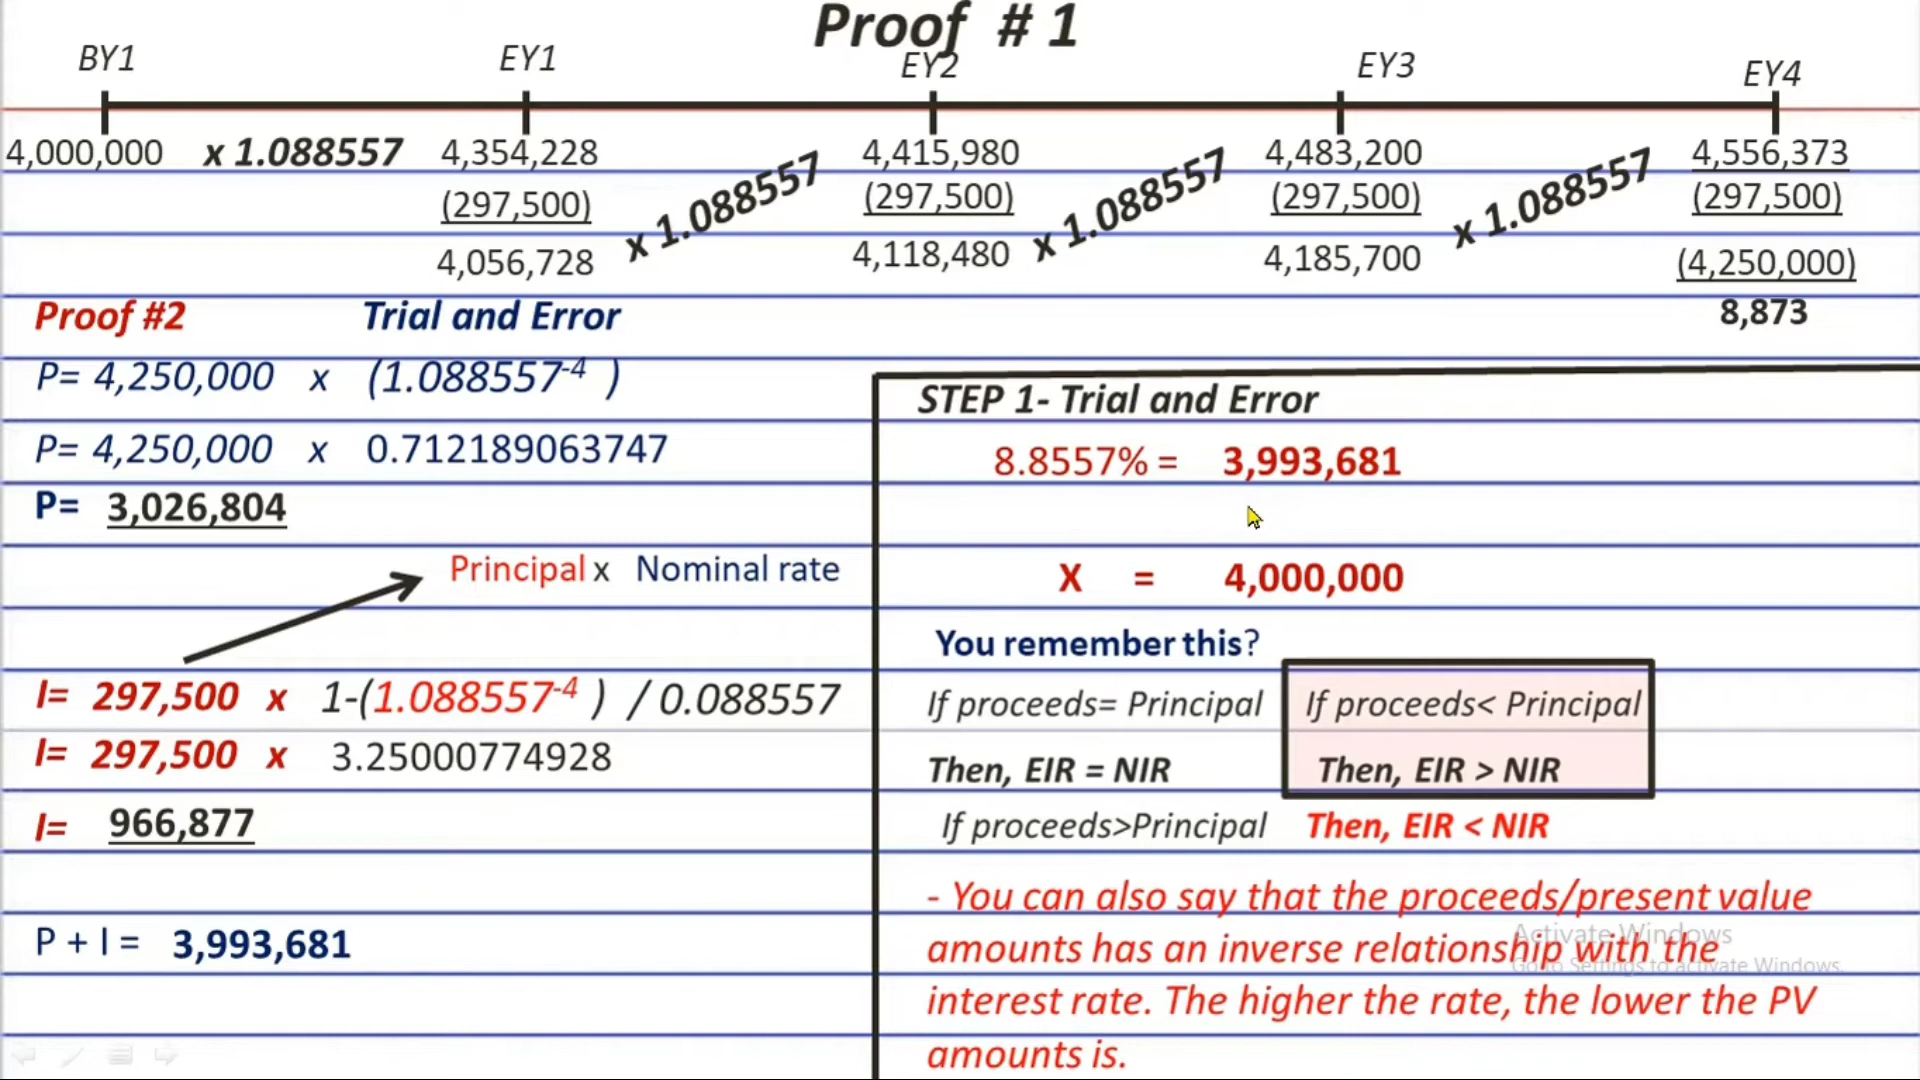 Proof # 1
BY1 EY1 EY2 EY3 EY4
4,000,000 x 1.088557 4,354,228 4,415,980 4,483,200 4,556,373
(297,500) x 1.088557 (297,500) x 1.088557 (297,500) x 1.088557 (297,500)
4,056,728 4,118,480 4,185,700 (4,250,000)
8,873
Proof #2 Trial and Error
P= 4,250,000 x (1.088557⁻⁴ )
P= 4,250,000 x 0.712189063747
P= 3,026,804
Principal x Nominal rate
I= 297,500 x 1-(1.088557⁻⁴ ) / 0.088557
I= 297,500 x 3.25000774928
I= 966,877
P + I = 3,993,681
STEP 1- Trial and Error
8.8557% = 3,993,681
X = 4,000,000
You remember this?
If proceeds= Principal If proceeds< Principal
Then, EIR = NIR Then, EIR > NIR
If proceeds>Principal Then, EIR < NIR
- You can also say that the proceeds/present value
amounts has an inverse relationship with the
interest rate. The higher the rate, the lower the PV
amounts is.
Activate Windows
Go to Settings to activate Windows.